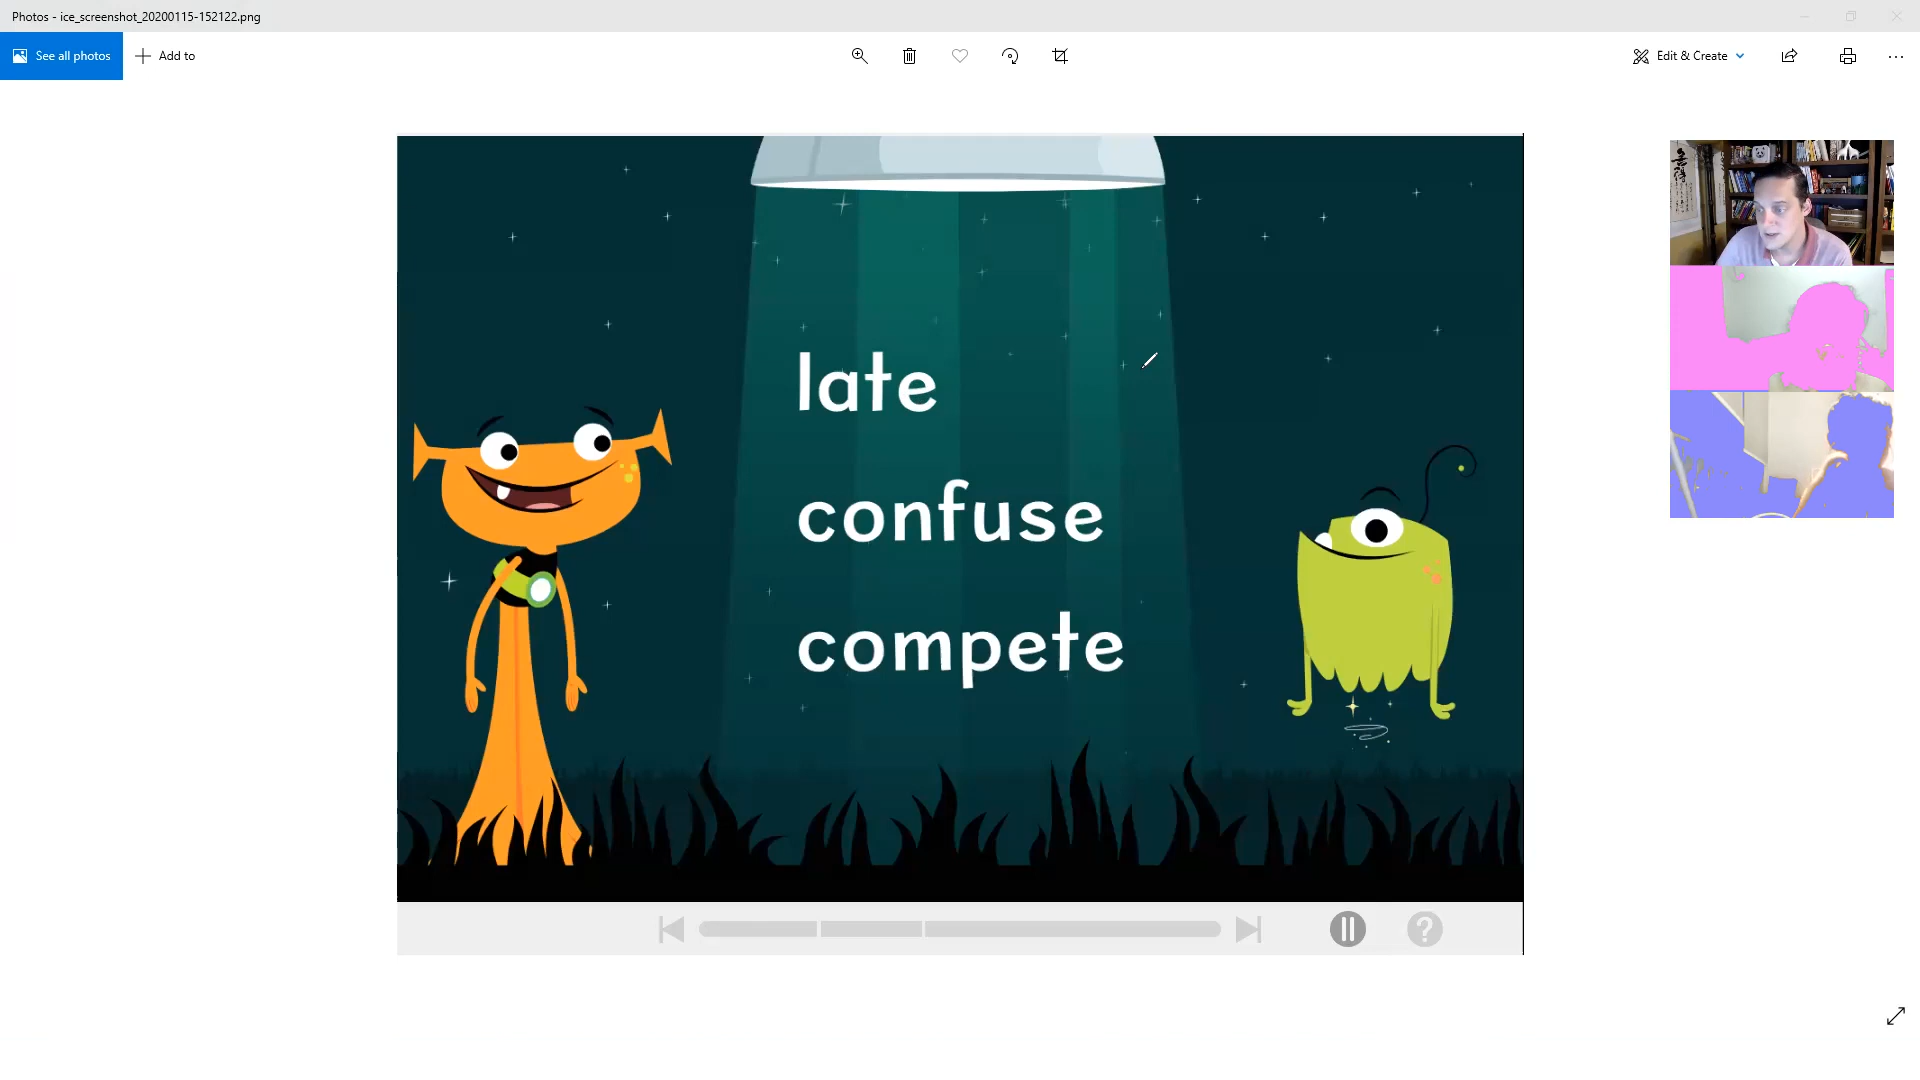 Photos - ice_screenshot_20200115-152122.png
See all photos
Add to
Edit & Create
late
confuse
compete
?